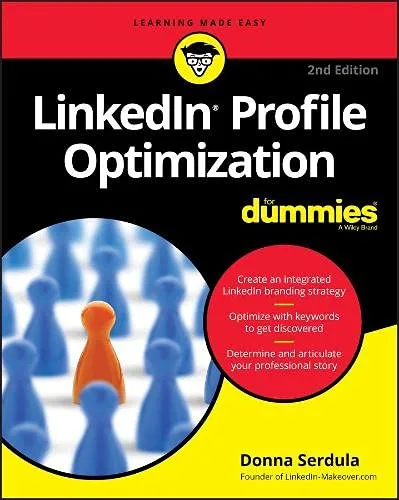 LEARNING MADE EASY
2nd Edition
LinkedIn® Profile
Optimization
for
dummies®
A Wiley Brand
Create an integrated
LinkedIn branding strategy
Optimize with keywords
to get discovered
Determine and articulate
your professional story
Donna Serdula
Founder of LinkedIn-Makeover.com